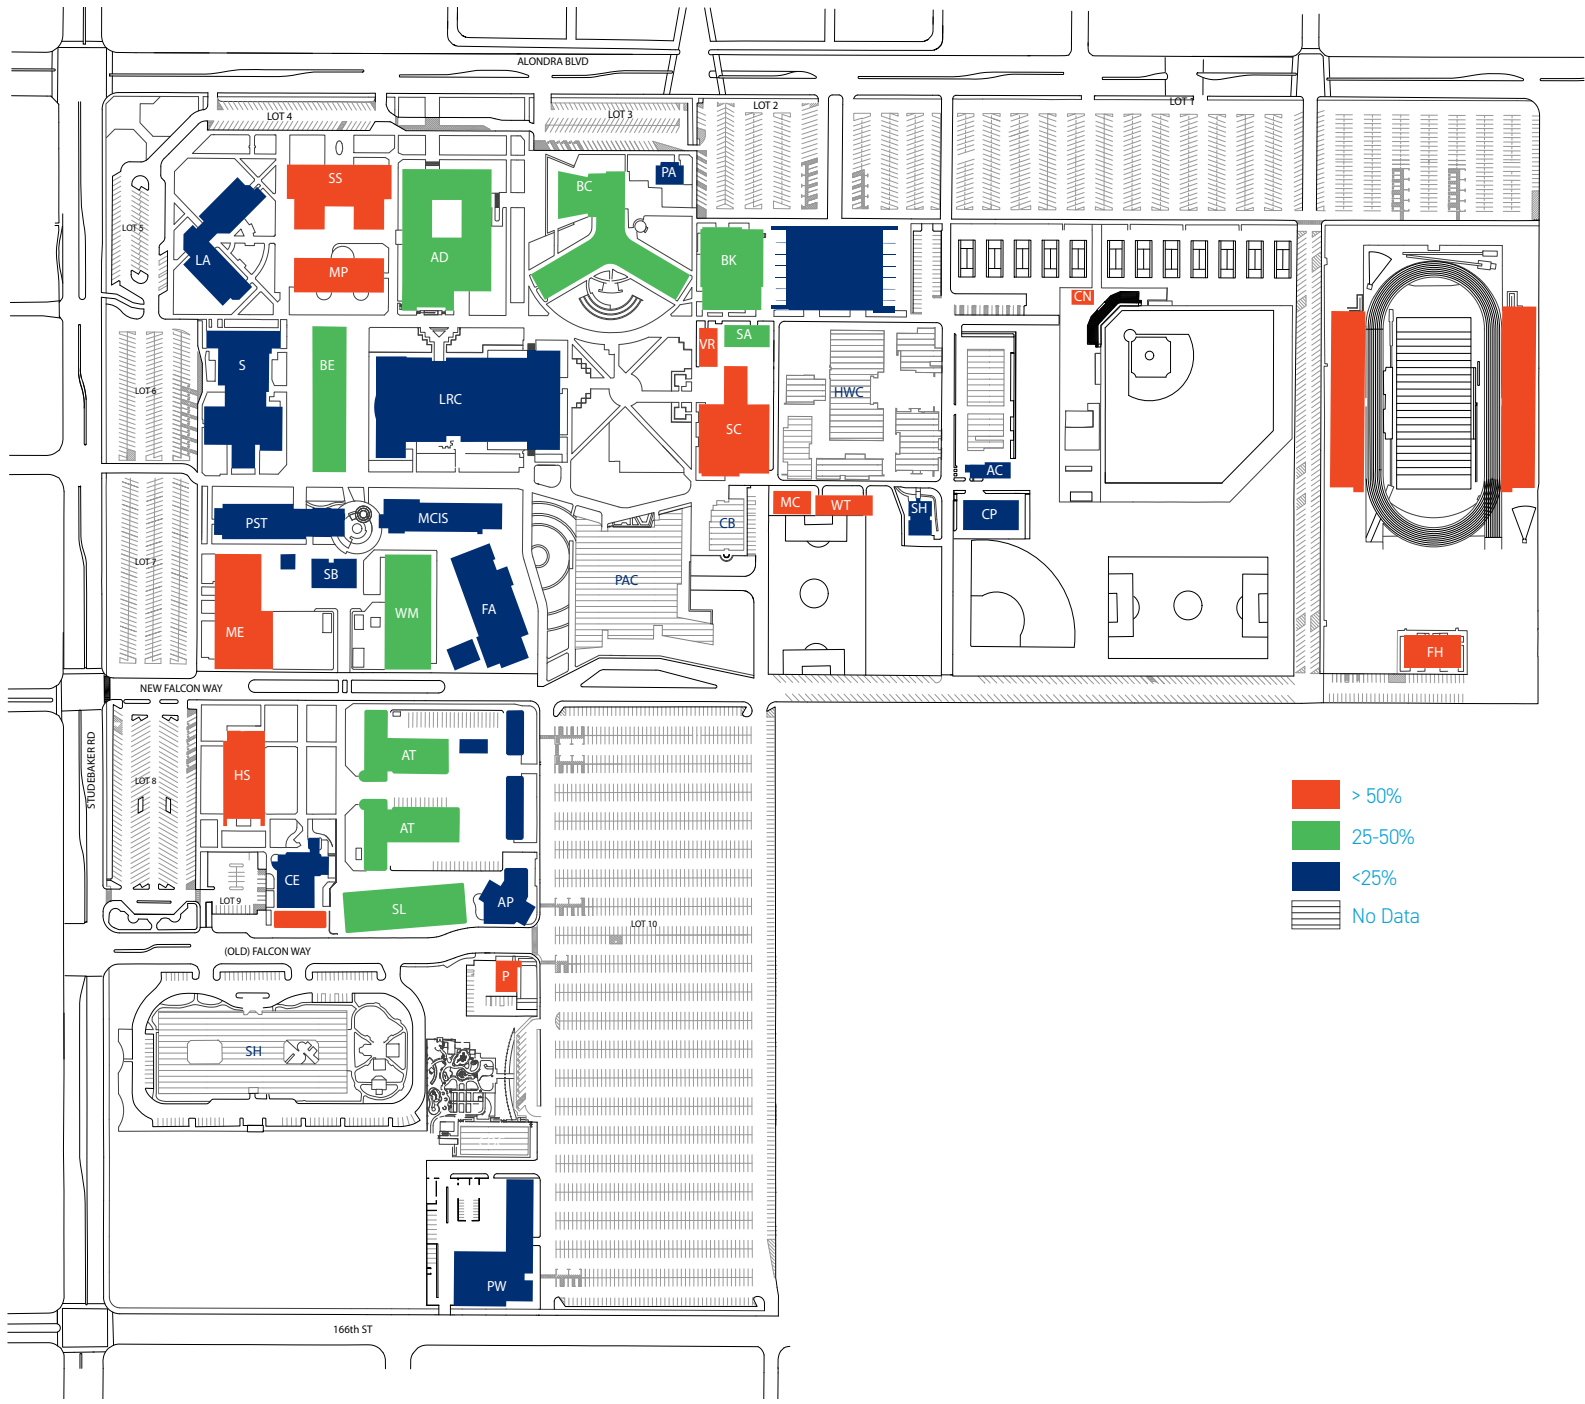 ALONDRA BLVD
LOT 4
LOT 3
LOT 2
LOT 1
SS
BC
PA
LOT 5
LA
MP
AD
BK
CN
VR
SA
S
BE
LRC
LOT 6
HWC
SC
AC
MC
WT
SH
CP
PST
MCIS
CB
LOT 7
SB
PAC
ME
WM
FA
FH
NEW FALCON WAY
STUDEBAKER RD
HS
AT
LOT 8
AT
CE
LOT 9
SL
AP
LOT 10
(OLD) FALCON WAY
P
SH
PW
166th ST
> 50%
25-50%
<25%
No Data